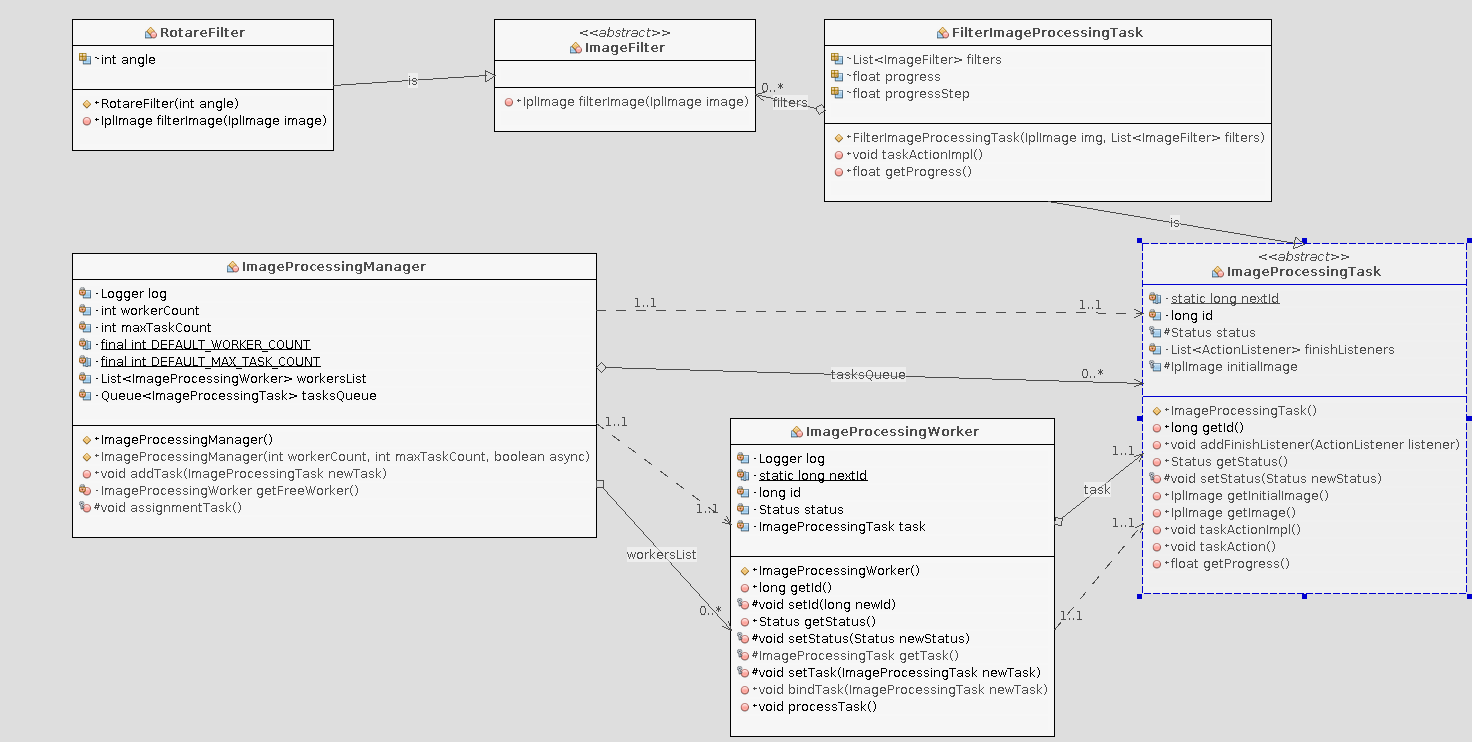 RotareFilter
~int angle
+RotareFilter(int angle)
+IplImage filterImage(IplImage image)
is
<<abstract>>
ImageFilter
+IplImage filterImage(IplImage image)
0..*
filters
FilterImageProcessingTask
~List<ImageFilter> filters
~float progress
~float progressStep
+FilterImageProcessingTask(IplImage img, List<ImageFilter> filters)
+void taskActionImpl()
+float getProgress()
is
ImageProcessingManager
-Logger log
-int workerCount
-int maxTaskCount
-final int DEFAULT_WORKER_COUNT
-final int DEFAULT_MAX_TASK_COUNT
-List<ImageProcessingWorker> workersList
-Queue<ImageProcessingTask> tasksQueue
+ImageProcessingManager()
+ImageProcessingManager(int workerCount, int maxTaskCount, boolean async)
+void addTask(ImageProcessingTask newTask)
-ImageProcessingWorker getFreeWorker()
#void assignmentTask()
1..1
1..1
tasksQueue
0..*
1..1
1..1
workersList
0..*
ImageProcessingWorker
-Logger log
-static long nextId
-long id
-Status status
-ImageProcessingTask task
+ImageProcessingWorker()
+long getId()
#void setId(long newId)
+Status getStatus()
#void setStatus(Status newStatus)
#ImageProcessingTask getTask()
#void setTask(ImageProcessingTask newTask)
+void bindTask(ImageProcessingTask newTask)
+void processTask()
1..1
task
1..1
1..1
<<abstract>>
ImageProcessingTask
-static long nextId
-long id
#Status status
-List<ActionListener> finishListeners
#IplImage initialImage
+ImageProcessingTask()
+long getId()
+void addFinishListener(ActionListener listener)
+Status getStatus()
#void setStatus(Status newStatus)
+IplImage getInitialImage()
+IplImage getImage()
+void taskActionImpl()
+void taskAction()
+float getProgress()